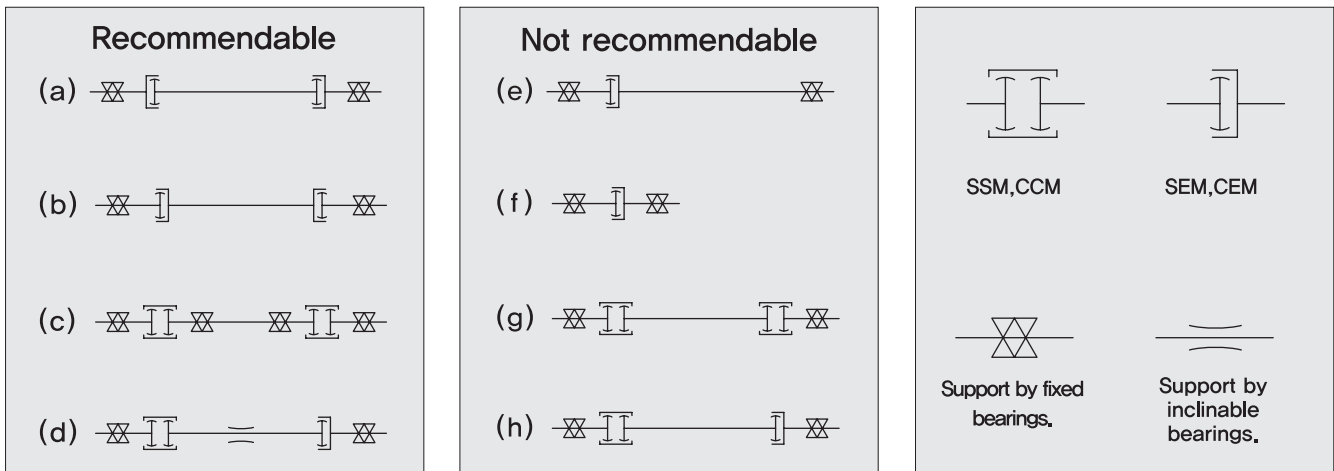 Recommendable
(a)
(b)
(c)
(d)
Not recommendable
(e)
(f)
(g)
(h)
SSM,CCM
SEM,CEM
Support by fixed
bearings.
Support by
inclinable
bearings.